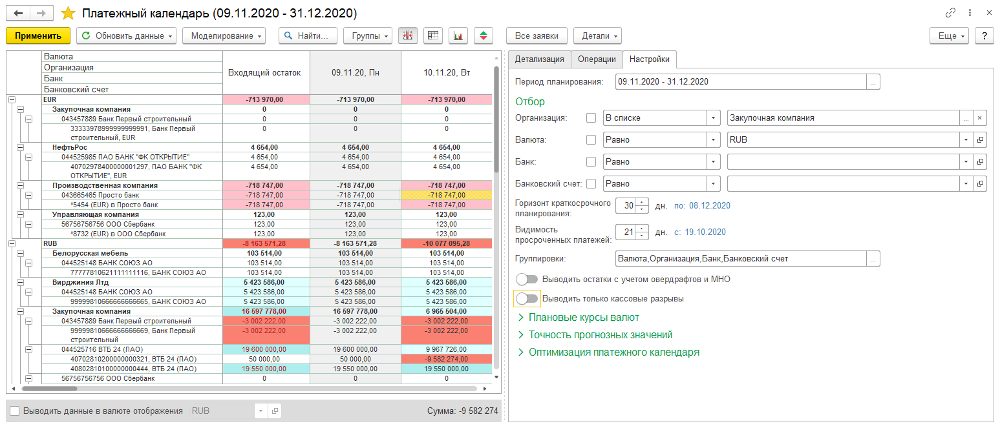 Платежный календарь (09.11.2020 - 31.12.2020)
Применить Обновить данные Моделирование Найти... Группы Все заявки Детали Еще ?
Валюта
Организация
Банк
Банковский счет
Входящий остаток 09.11.20, Пн 10.11.20, Вт
EUR -713 970,00 -713 970,00 -713 970,00
Закупочная компания 0 0 0
043457889 Банк Первый строительный 0 0 0
33333978999999999991, Банк Первый 0 0 0
строительный, EUR
НефтьРос 4 654,00 4 654,00 4 654,00
044525985 ПАО БАНК "ФК ОТКРЫТИЕ" 4 654,00 4 654,00 4 654,00
40702978400000001297, ПАО БАНК "ФК 4 654,00 4 654,00 4 654,00
ОТКРЫТИЕ", EUR
Производственная компания -718 747,00 -718 747,00 -718 747,00
043665465 Просто банк -718 747,00 -718 747,00 -718 747,00
*5454 (EUR) в Просто банк -718 747,00 -718 747,00 -718 747,00
Управляющая компания 123,00 123,00 123,00
56756756756 ООО Сбербанк 123,00 123,00 123,00
*8732 (EUR) в ООО Сбербанк 123,00 123,00 123,00
RUB -8 163 571,28 -8 163 571,28 -10 077 095,28
Белорусская мебель 103 514,00 103 514,00 103 514,00
044525148 БАНК СОЮЗ АО 103 514,00 103 514,00 103 514,00
77777810621111111116, БАНК СОЮЗ АО 103 514,00 103 514,00 103 514,00
Вирджиния Лтд 5 423 586,00 5 423 586,00 5 423 586,00
044525148 БАНК СОЮЗ АО 5 423 586,00 5 423 586,00 5 423 586,00
99999810666666666665, БАНК СОЮЗ АО 5 423 586,00 5 423 586,00 5 423 586,00
Закупочная компания 16 597 778,00 16 597 778,00 6 965 504,00
043457889 Банк Первый строительный -3 002 222,00 -3 002 222,00 -3 002 222,00
99999810666666666669, Банк Первый -3 002 222,00 -3 002 222,00 -3 002 222,00
строительный
044525716 ВТБ 24 (ПАО) 19 600 000,00 19 600 000,00 9 967 726,00
40702810200000000321, ВТБ 24 (ПАО) 50 000,00 50 000,00 -9 582 274,00
40802810100000000444, ВТБ 24 (ПАО) 19 550 000,00 19 550 000,00 19 550 000,00
56756756756 ООО Сбербанк 0 0 0
Выводить данные в валюте отображения RUB Сумма: -9 582 274
Детализация Операции Настройки
Период планирования: 09.11.2020 - 31.12.2020 ...
Отбор
Организация: В списке Закупочная компания ...
Валюта: Равно RUB
Банк: Равно
Банковский счет: Равно
Горизонт краткосрочного
планирования: 30 дн. по: 08.12.2020
Видимость
просроченных платежей: 21 дн. с: 19.10.2020
Группировки: Валюта,Организация,Банк,Банковский счет ...
Выводить остатки с учетом овердрафтов и МНО
Выводить только кассовые разрывы
Плановые курсы валют
Точность прогнозных значений
Оптимизация платежного календаря